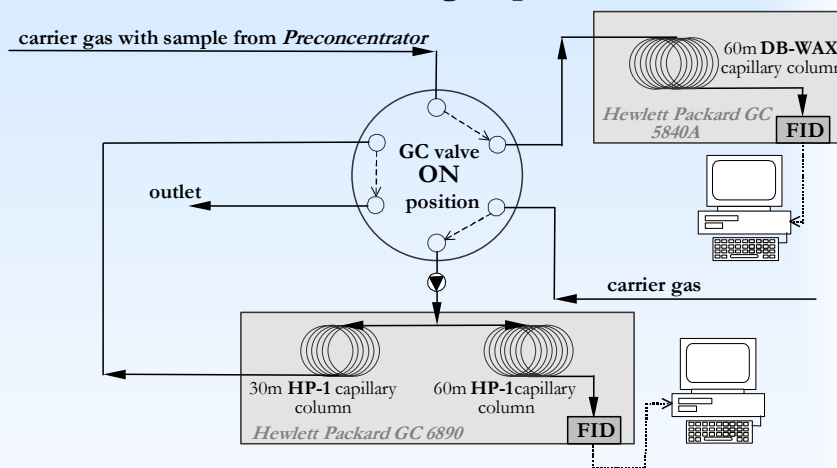 carrier gas with sample from Preconcentrator
60m DB-WAX
capillary column
Hewlett Packard GC
5840A
FID
GC valve
ON
position
outlet
carrier gas
30m HP-1 capillary
column
60m HP-1capillary
column
Hewlett Packard GC 6890
FID